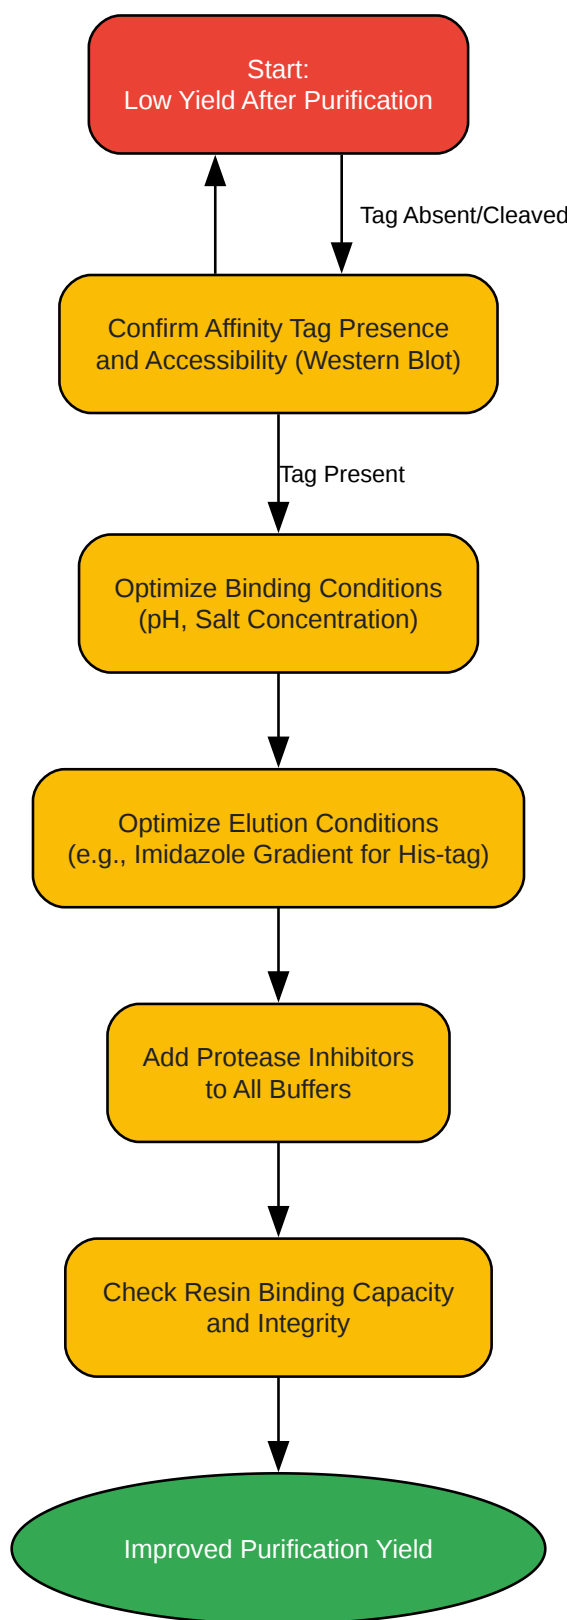 Start:
Low Yield After Purification
Tag Absent/Cleaved
Confirm Affinity Tag Presence
and Accessibility (Western Blot)
Tag Present
Optimize Binding Conditions
(pH, Salt Concentration)
Optimize Elution Conditions
(e.g., Imidazole Gradient for His-tag)
Add Protease Inhibitors
to All Buffers
Check Resin Binding Capacity
and Integrity
Improved Purification Yield